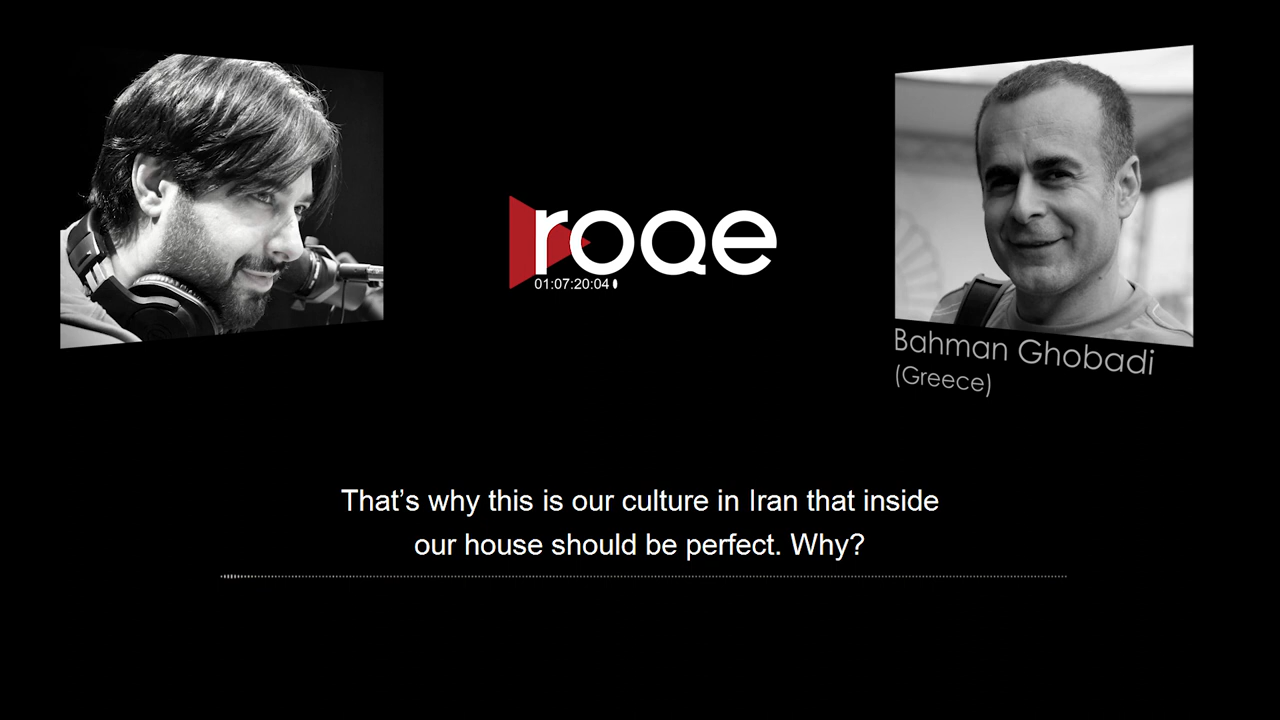 roqe
01:07:20:04
Bahman Ghobadi
(Greece)
That’s why this is our culture in Iran that inside
our house should be perfect. Why?